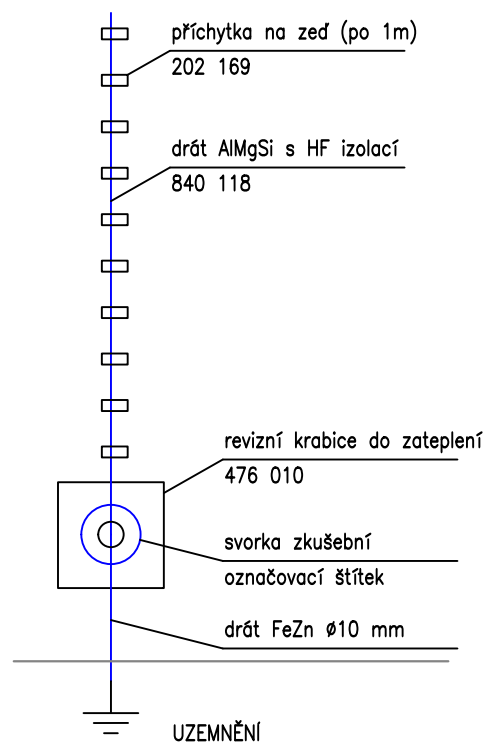 příchytka na zeď (po 1m)
202 169
drát AlMgSi s HF izolací
840 118
revizní krabice do zateplení
476 010
svorka zkušební
označovací štítek
drát FeZn ø10 mm
UZEMNĚNÍ